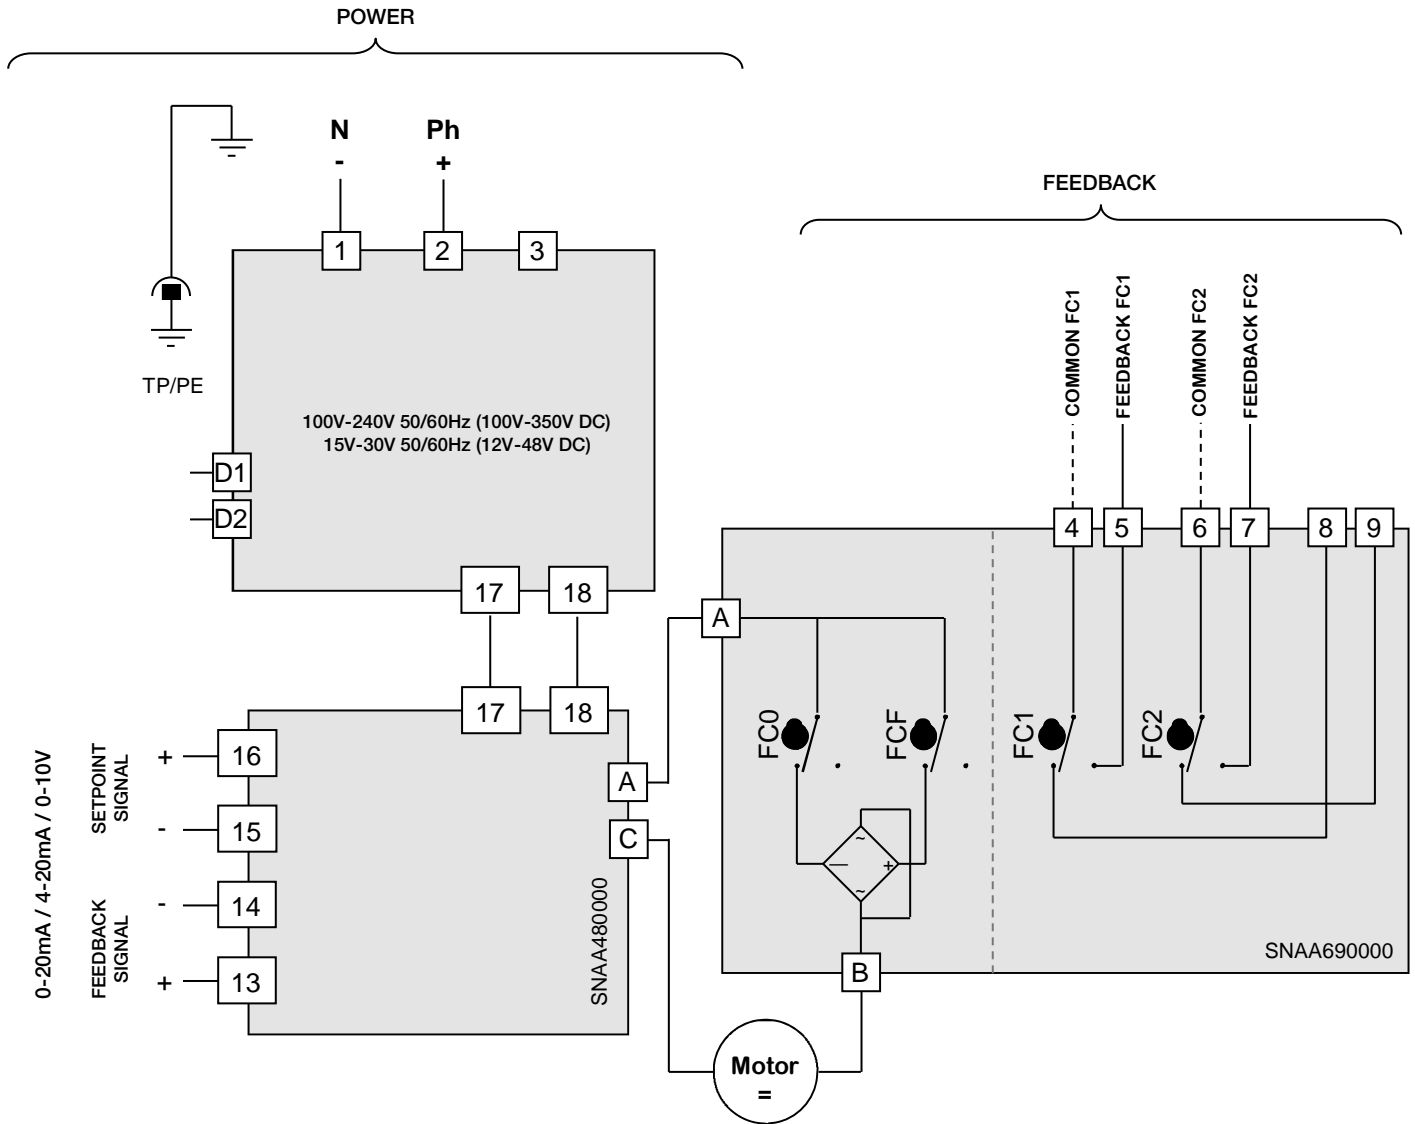 POWER
N
-
Ph
+
FEEDBACK
1
2
3
TP/PE
100V-240V 50/60Hz (100V-350V DC)
15V-30V 50/60Hz (12V-48V DC)
D1
D2
17
18
COMMON FC1
FEEDBACK FC1
COMMON FC2
FEEDBACK FC2
4
5
6
7
8
9
A
FC0
FCF
FC1
FC2
~
—
+
~
SNAA690000
B
17
18
0-20mA / 4-20mA / 0-10V
SETPOINT
SIGNAL
+
16
-
15
FEEDBACK
SIGNAL
-
14
+
13
A
C
SNAA480000
Motor
=